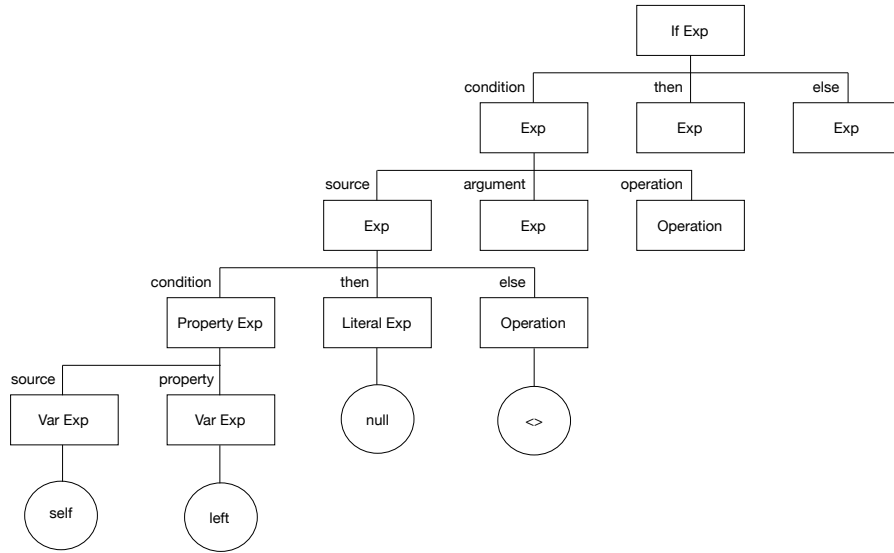 If Exp
condition
then
else
Exp
Exp
Exp
source
argument
operation
Exp
Exp
Operation
condition
then
else
Property Exp
Literal Exp
Operation
source
property
Var Exp
Var Exp
null
<>
self
left